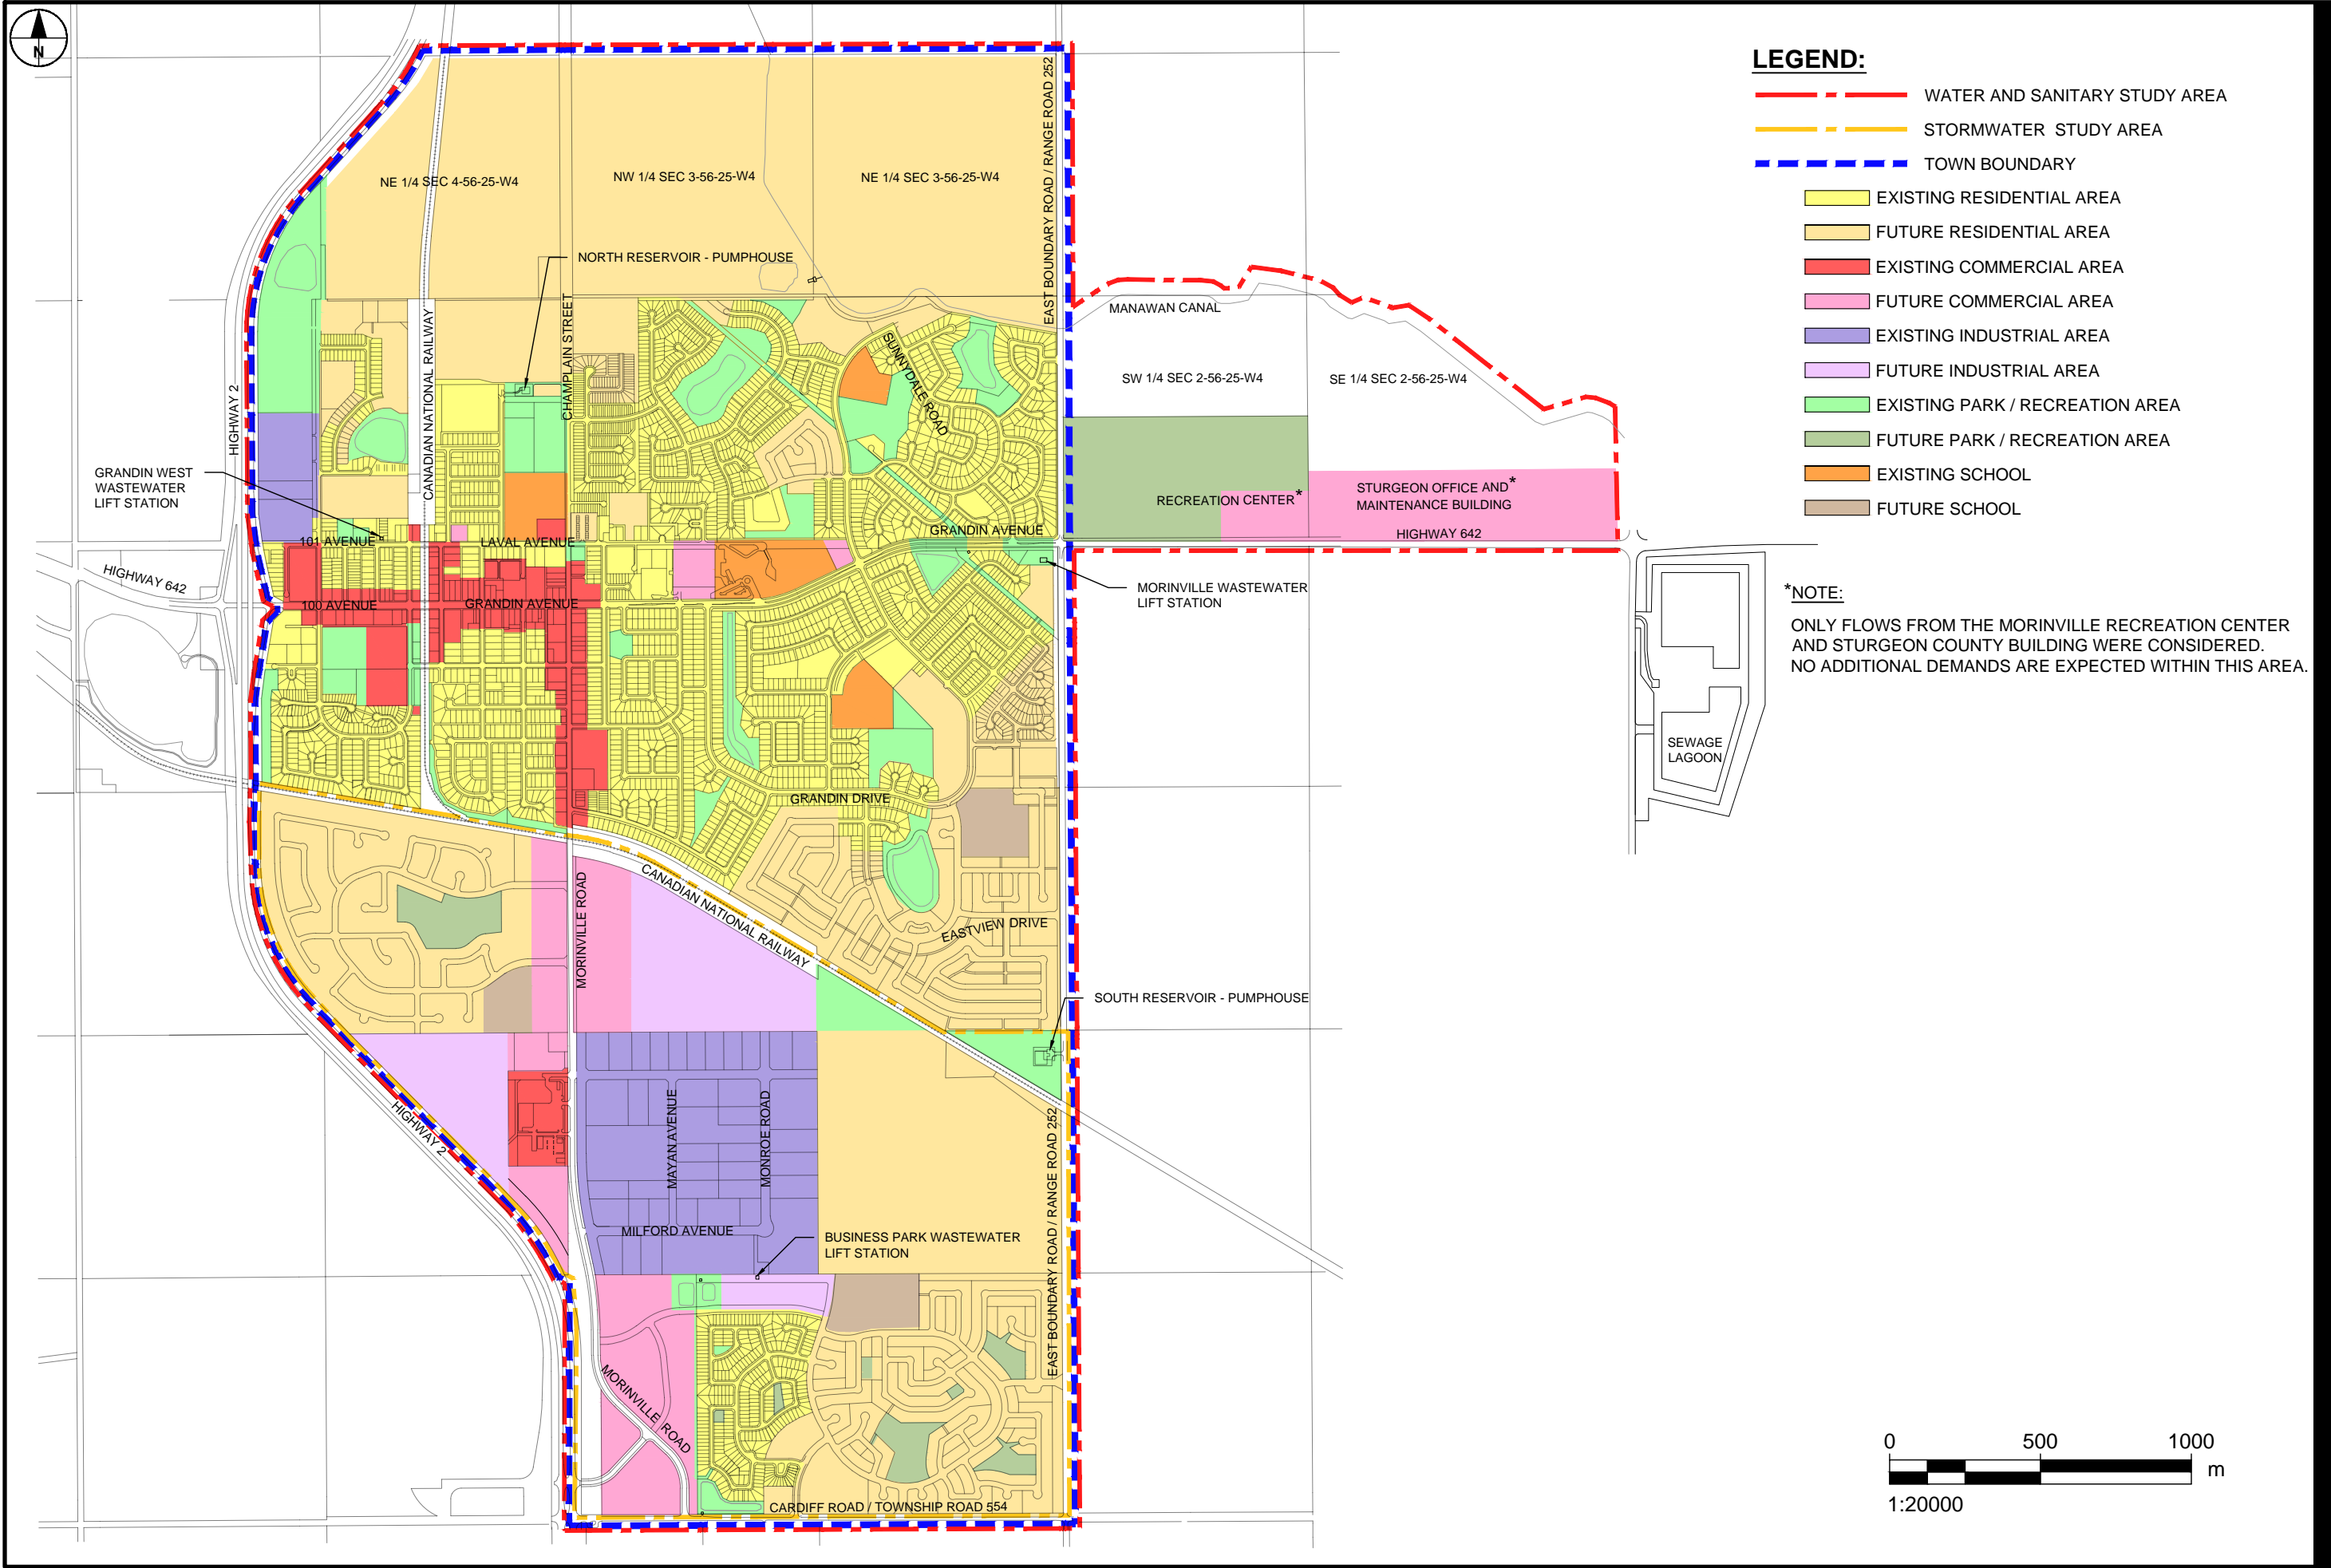 N
LEGEND:
WATER AND SANITARY STUDY AREA
STORMWATER STUDY AREA
TOWN BOUNDARY
EXISTING RESIDENTIAL AREA
FUTURE RESIDENTIAL AREA
EXISTING COMMERCIAL AREA
FUTURE COMMERCIAL AREA
EXISTING INDUSTRIAL AREA
FUTURE INDUSTRIAL AREA
EXISTING PARK / RECREATION AREA
FUTURE PARK / RECREATION AREA
EXISTING SCHOOL
FUTURE SCHOOL
*NOTE:
ONLY FLOWS FROM THE MORINVILLE RECREATION CENTER
AND STURGEON COUNTY BUILDING WERE CONSIDERED.
NO ADDITIONAL DEMANDS ARE EXPECTED WITHIN THIS AREA.
NE 1/4 SEC 4-56-25-W4
NW 1/4 SEC 3-56-25-W4
NE 1/4 SEC 3-56-25-W4
EAST BOUNDARY ROAD / RANGE ROAD 252
NORTH RESERVOIR - PUMPHOUSE
MANAWAN CANAL
CANADIAN NATIONAL RAILWAY
CHAMPLAIN STREET
SUNNYDALE ROAD
HIGHWAY 2
SW 1/4 SEC 2-56-25-W4
SE 1/4 SEC 2-56-25-W4
GRANDIN WEST
WASTEWATER
LIFT STATION
RECREATION CENTER*
STURGEON OFFICE AND*
MAINTENANCE BUILDING
HIGHWAY 642
101 AVENUE
LAVAL AVENUE
GRANDIN AVENUE
HIGHWAY 642
100 AVENUE
GRANDIN AVENUE
MORINVILLE WASTEWATER
LIFT STATION
SEWAGE
LAGOON
GRANDIN DRIVE
CANADIAN NATIONAL RAILWAY
MORINVILLE ROAD
EASTVIEW DRIVE
SOUTH RESERVOIR - PUMPHOUSE
HIGHWAY 2
MAYAN AVENUE
MONROE ROAD
MILFORD AVENUE
EAST BOUNDARY ROAD / RANGE ROAD 252
BUSINESS PARK WASTEWATER
LIFT STATION
MORINVILLE ROAD
CARDIFF ROAD / TOWNSHIP ROAD 554
0 500 1000
m
1:20000